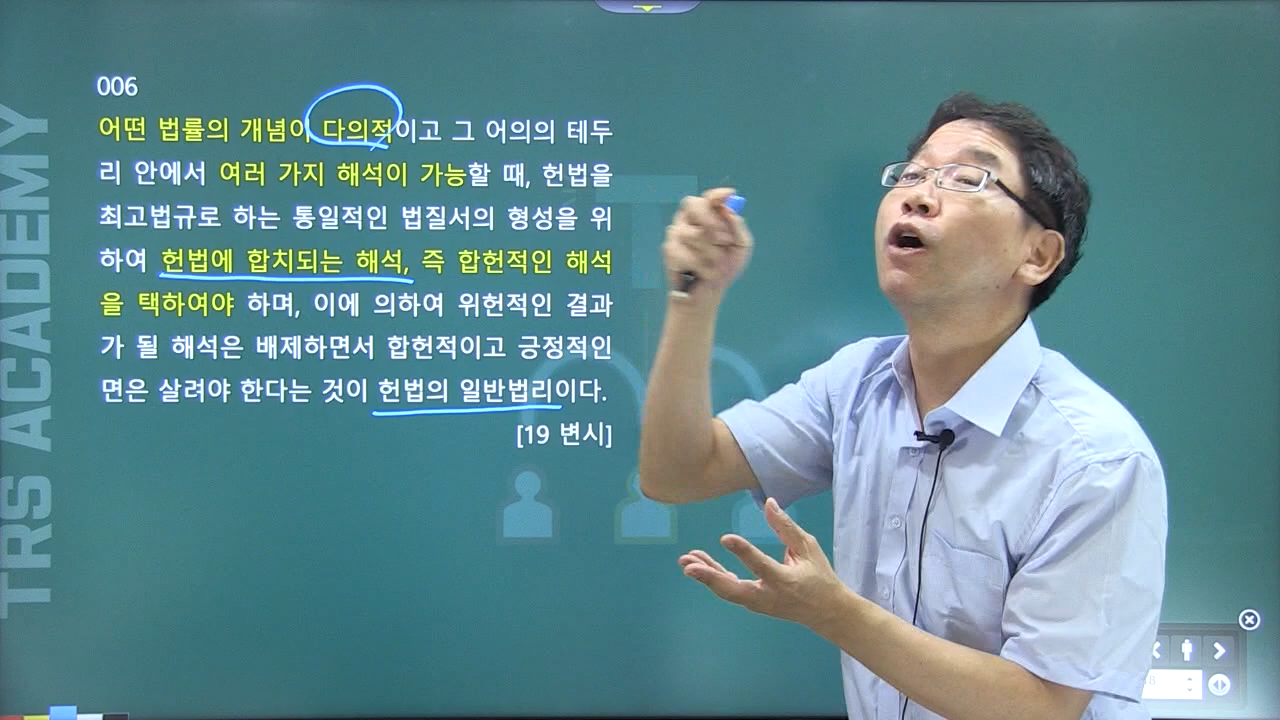 006
어떤 법률의 개념이 다의적이고 그 어의의 테두
리 안에서 여러 가지 해석이 가능할 때, 헌법을
최고법규로 하는 통일적인 법질서의 형성을 위
하여 헌법에 합치되는 해석, 즉 합헌적인 해석
을 택하여야 하며, 이에 의하여 위헌적인 결과
가 될 해석은 배제하면서 합헌적이고 긍정적인
면은 살려야 한다는 것이 헌법의 일반법리이다.
[19 변시]
TRS ACADEMY